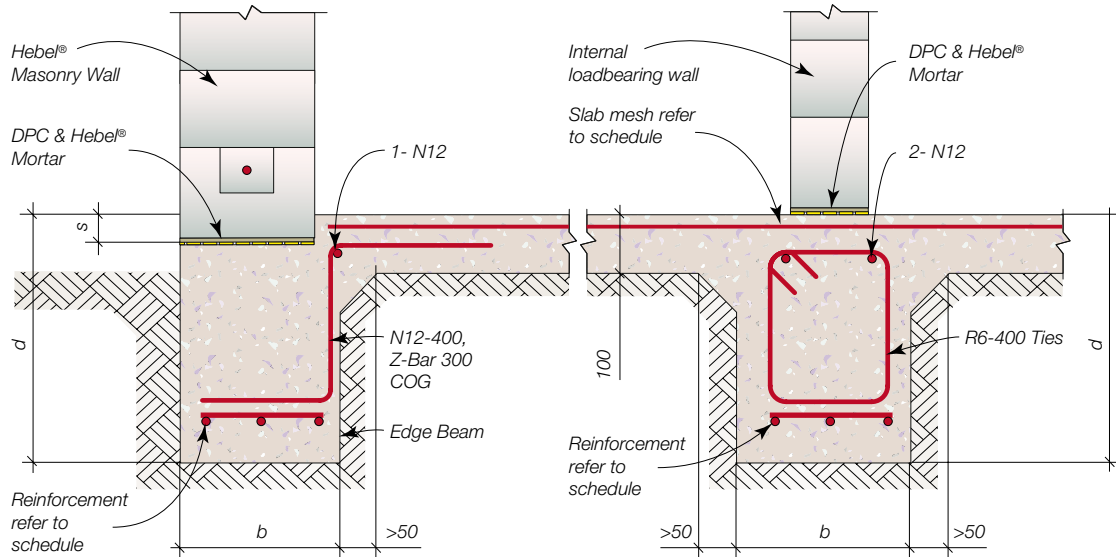 Hebel®
Masonry Wall
DPC & Hebel®
Mortar
1- N12
s
d
N12-400,
Z-Bar 300
COG
Edge Beam
Reinforcement
refer to
schedule
b
>50
Internal
loadbearing wall
Slab mesh refer
to schedule
DPC & Hebel®
Mortar
2- N12
100
R6-400 Ties
d
Reinforcement
refer to
schedule
>50
b
>50